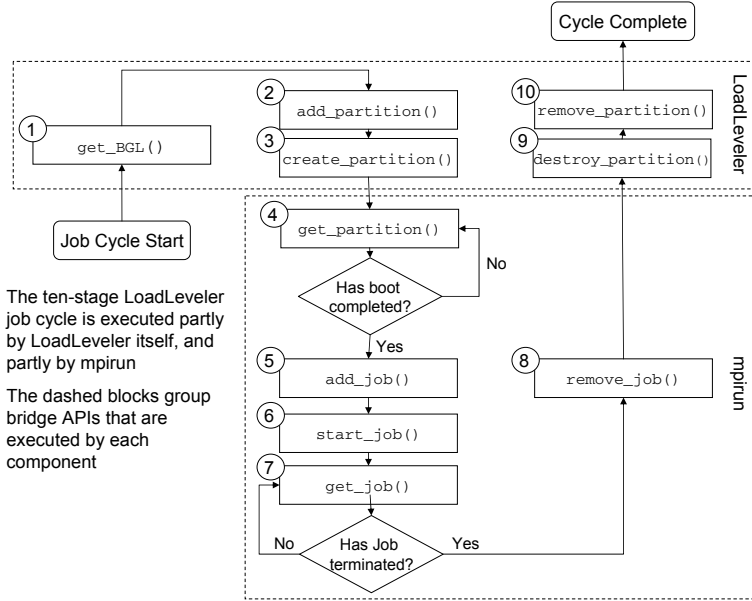 Cycle Complete
LoadLeveler
1
get_BGL()
2
add_partition()
3
create_partition()
10
remove_partition()
9
destroy_partition()
Job Cycle Start
4
get_partition()
No
Has boot
completed?
Yes
The ten-stage LoadLeveler
job cycle is executed partly
by LoadLeveler itself, and
partly by mpirun
The dashed blocks group
bridge APIs that are
executed by each
component
5
add_job()
6
start_job()
7
get_job()
No
Has Job
terminated?
Yes
8
remove_job()
mpirun